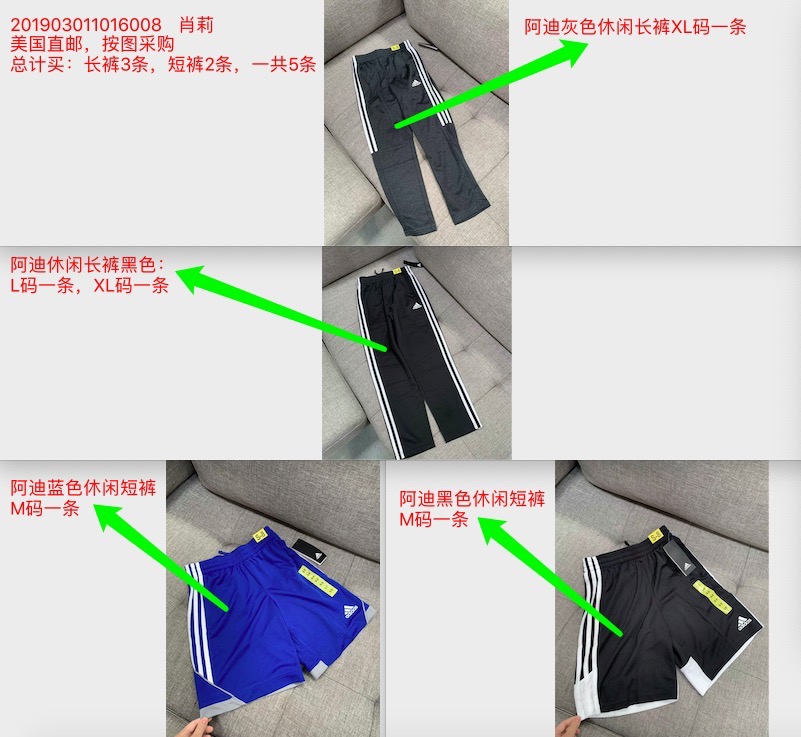 201903011016008 肖莉
美国直邮，按图采购
总计买：长裤3条，短裤2条，一共5条
阿迪灰色休闲长裤XL码一条
阿迪休闲长裤黑色：
L码一条，XL码一条
阿迪蓝色休闲短裤
M码一条
阿迪黑色休闲短裤
M码一条
adidas
adidas